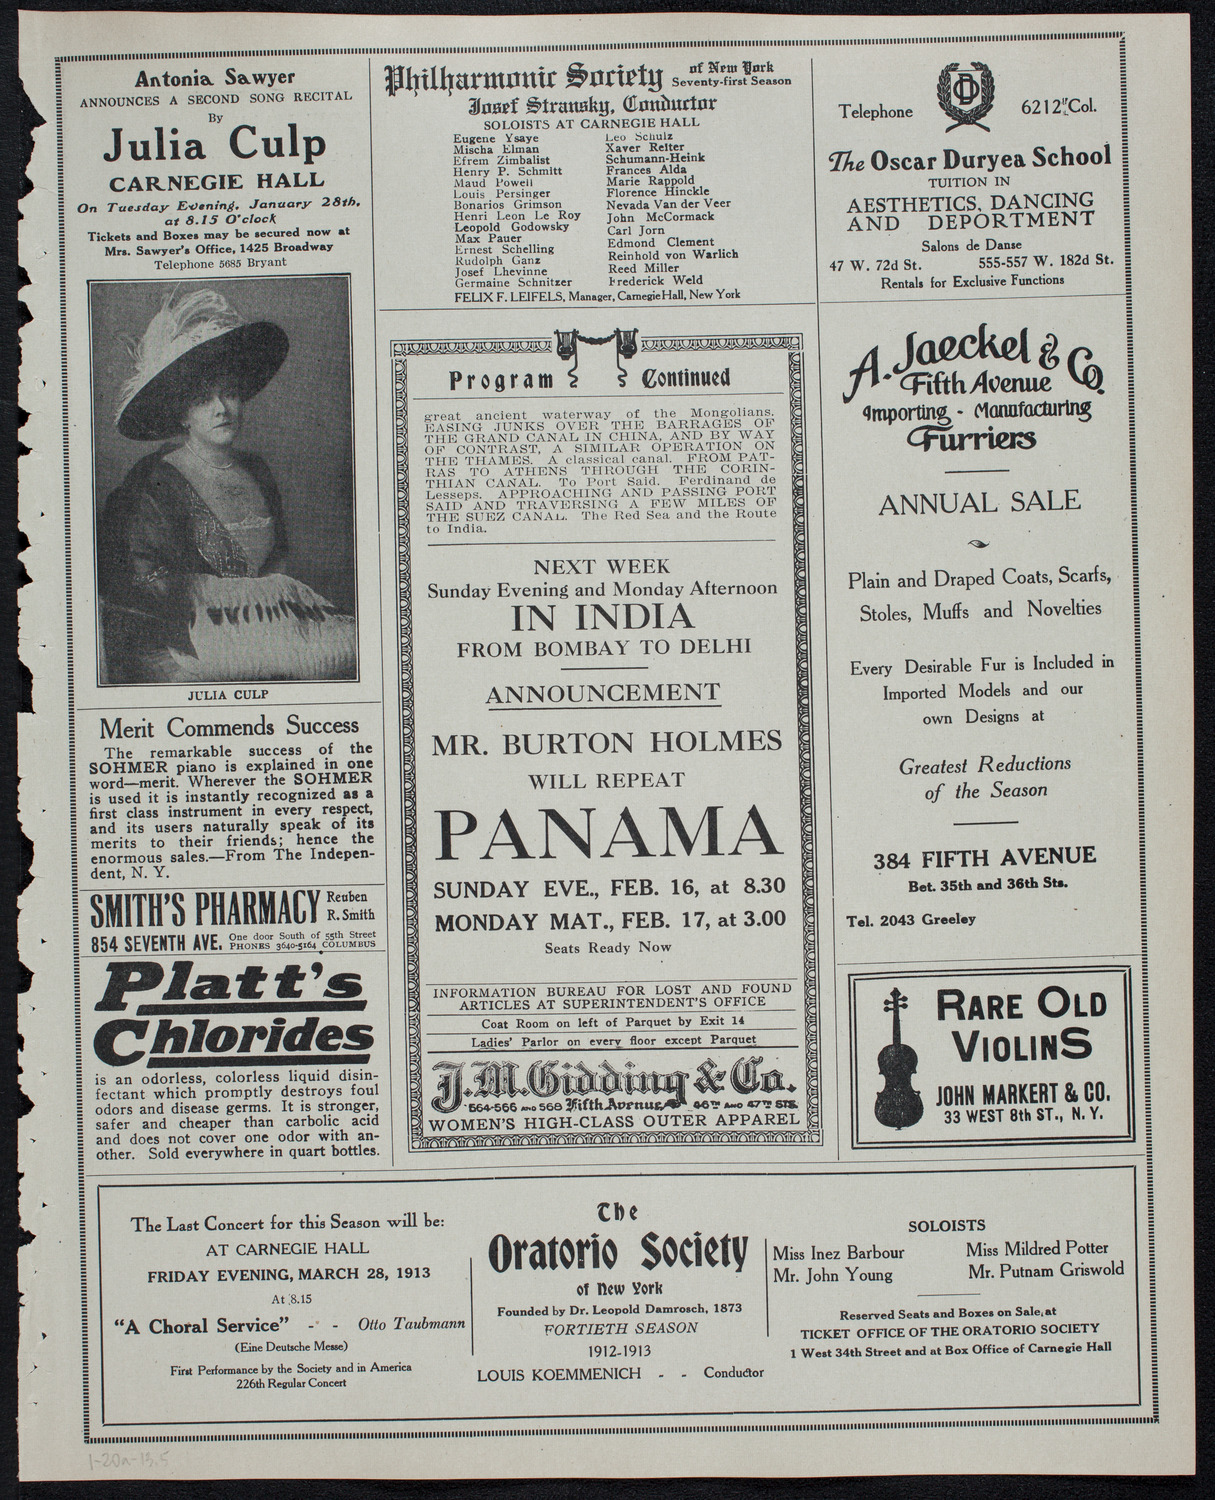 Antonia Sawyer
ANNOUNCES A SECOND SONG RECITAL
By
Julia Culp
CARNEGIE HALL
On Tuesday Evening, January 28th,
at 8.15 O'clock
Tickets and Boxes may be secured now at
Mrs. Sawyer's Office, 1425 Broadway
Telephone 5685 Bryant
JULIA CULP
Merit Commends Success
The remarkable success of the
SOHMER piano is explained in one
word—merit. Wherever the SOHMER
is used it is instantly recognized as a
first class instrument in every respect,
and its users naturally speak of its
merits to their friends; hence the
enormous sales.—From The Indepen-
dent, N. Y.
SMITH'S PHARMACY Reuben
R. Smith
854 SEVENTH AVE. One door South of 55th Street
PHONES 3640-5164 COLUMBUS
Platt's
Chlorides
is an odorless, colorless liquid disin-
fectant which promptly destroys foul
odors and disease germs. It is stronger,
safer and cheaper than carbolic acid
and does not cover one odor with an-
other. Sold everywhere in quart bottles.
Philharmonic Society of New York
Seventy-first Season
Josef Stransky, Conductor
SOLOISTS AT CARNEGIE HALL
Eugene Ysaye
Mischa Elman
Efrem Zimbalist
Henry P. Schmitt
Maud Powell
Louis Persinger
Bonarios Grimson
Henri Leon Le Roy
Leopold Godowsky
Max Pauer
Ernest Schelling
Rudolph Ganz
Josef Lhevinne
Germaine Schnitzer
Leo Schulz
Xaver Reiter
Schumann-Heink
Frances Alda
Marie Rappold
Florence Hinckle
Nevada Van der Veer
John McCormack
Carl Jorn
Edmond Clement
Reinhold von Warlich
Reed Miller
Frederick Weld
FELIX F. LEIFELS, Manager, Carnegie Hall, New York
Program Continued
great ancient waterway of the Mongolians.
EASING JUNKS OVER THE BARRAGES OF
THE GRAND CANAL IN CHINA, AND BY WAY
OF CONTRAST, A SIMILAR OPERATION ON
THE THAMES. A classical canal. FROM PAT-
RAS TO ATHENS THROUGH THE CORIN-
THIAN CANAL. To Port Said. Ferdinand de
Lesseps. APPROACHING AND PASSING PORT
SAID AND TRAVERSING A FEW MILES OF
THE SUEZ CANAL. The Red Sea and the Route
to India.
NEXT WEEK
Sunday Evening and Monday Afternoon
IN INDIA
FROM BOMBAY TO DELHI
ANNOUNCEMENT
MR. BURTON HOLMES
WILL REPEAT
PANAMA
SUNDAY EVE., FEB. 16, at 8.30
MONDAY MAT., FEB. 17, at 3.00
Seats Ready Now
INFORMATION BUREAU FOR LOST AND FOUND
ARTICLES AT SUPERINTENDENT'S OFFICE
Coat Room on left of Parquet by Exit 14
Ladies' Parlor on every floor except Parquet
J.M. Gidding & Co.
564-566 AND 568 Fifth Avenue, 46TH AND 47TH STS.
WOMEN'S HIGH-CLASS OUTER APPAREL
Telephone OD 6212 Col.
The Oscar Duryea School
TUITION IN
AESTHETICS, DANCING
AND DEPORTMENT
Salons de Danse
47 W. 72d St. 555-557 W. 182d St.
Rentals for Exclusive Functions
A. Jaeckel & Co.
Fifth Avenue
Importing - Manufacturing
Furriers
ANNUAL SALE
Plain and Draped Coats, Scarfs,
Stoles, Muffs and Novelties
Every Desirable Fur is Included in
Imported Models and our
own Designs at
Greatest Reductions
of the Season
384 FIFTH AVENUE
Bet. 35th and 36th Sts.
Tel. 2043 Greeley
RARE OLD
VIOLINS
JOHN MARKERT & CO.
33 WEST 8th ST., N. Y.
The Last Concert for this Season will be:
AT CARNEGIE HALL
FRIDAY EVENING, MARCH 28, 1913
At 8.15
"A Choral Service" - - Otto Taubmann
(Eine Deutsche Messe)
First Performance by the Society and in America
226th Regular Concert
The
Oratorio Society
of New York
Founded by Dr. Leopold Damrosch, 1873
FORTIETH SEASON
1912-1913
LOUIS KOEMMENICH - - Conductor
SOLOISTS
Miss Inez Barbour Miss Mildred Potter
Mr. John Young Mr. Putnam Griswold
Reserved Seats and Boxes on Sale at
TICKET OFFICE OF THE ORATORIO SOCIETY
1 West 34th Street and at Box Office of Carnegie Hall
1-20a-13.5